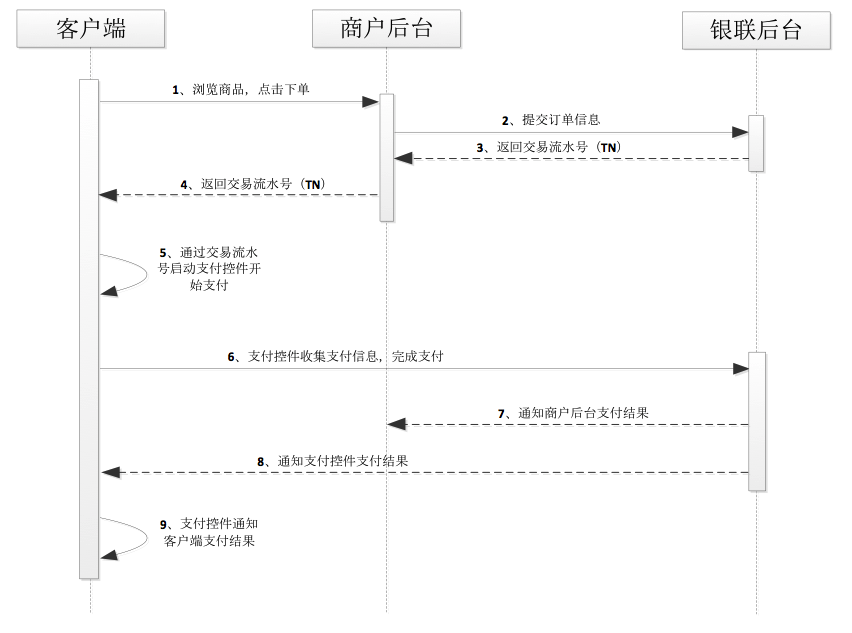 客户端
商户后台
银联后台
1、浏览商品，点击下单
2、提交订单信息
3、返回交易流水号（TN）
4、返回交易流水号（TN）
5、通过交易流水
号启动支付控件开
始支付
6、支付控件收集支付信息，完成支付
7、通知商户后台支付结果
8、通知支付控件支付结果
9、支付控件通知
客户端支付结果